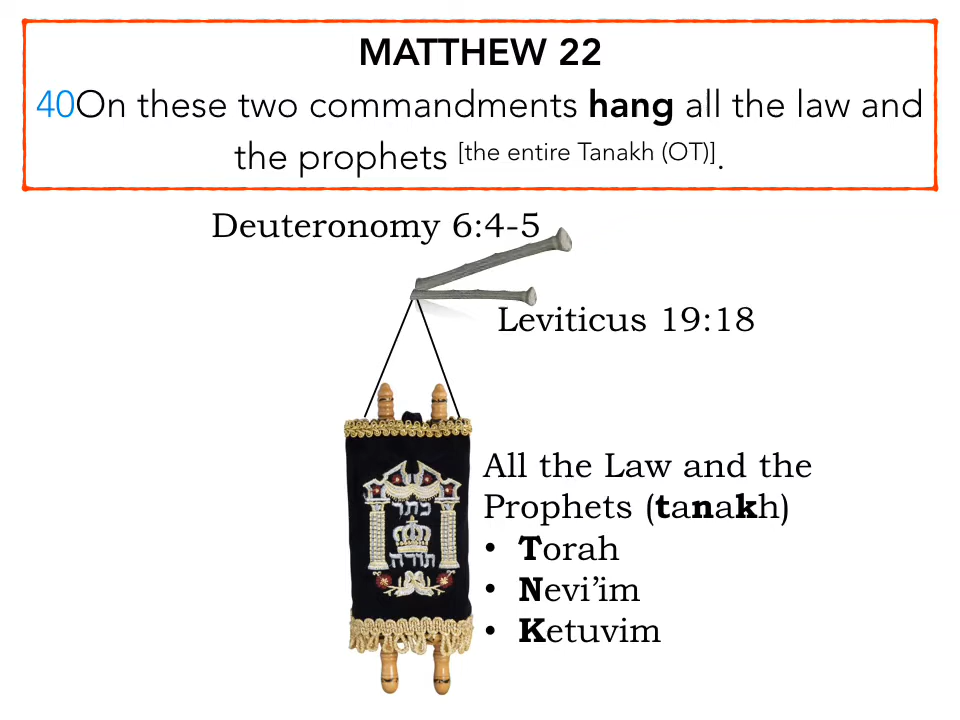 MATTHEW 22
40On these two commandments hang all the law and
the prophets [the entire Tanakh (OT)].
Deuteronomy 6:4-5
Leviticus 19:18
כתר
תורה
All the Law and the
Prophets (tanakh)
• Torah
• Nevi’im
• Ketuvim